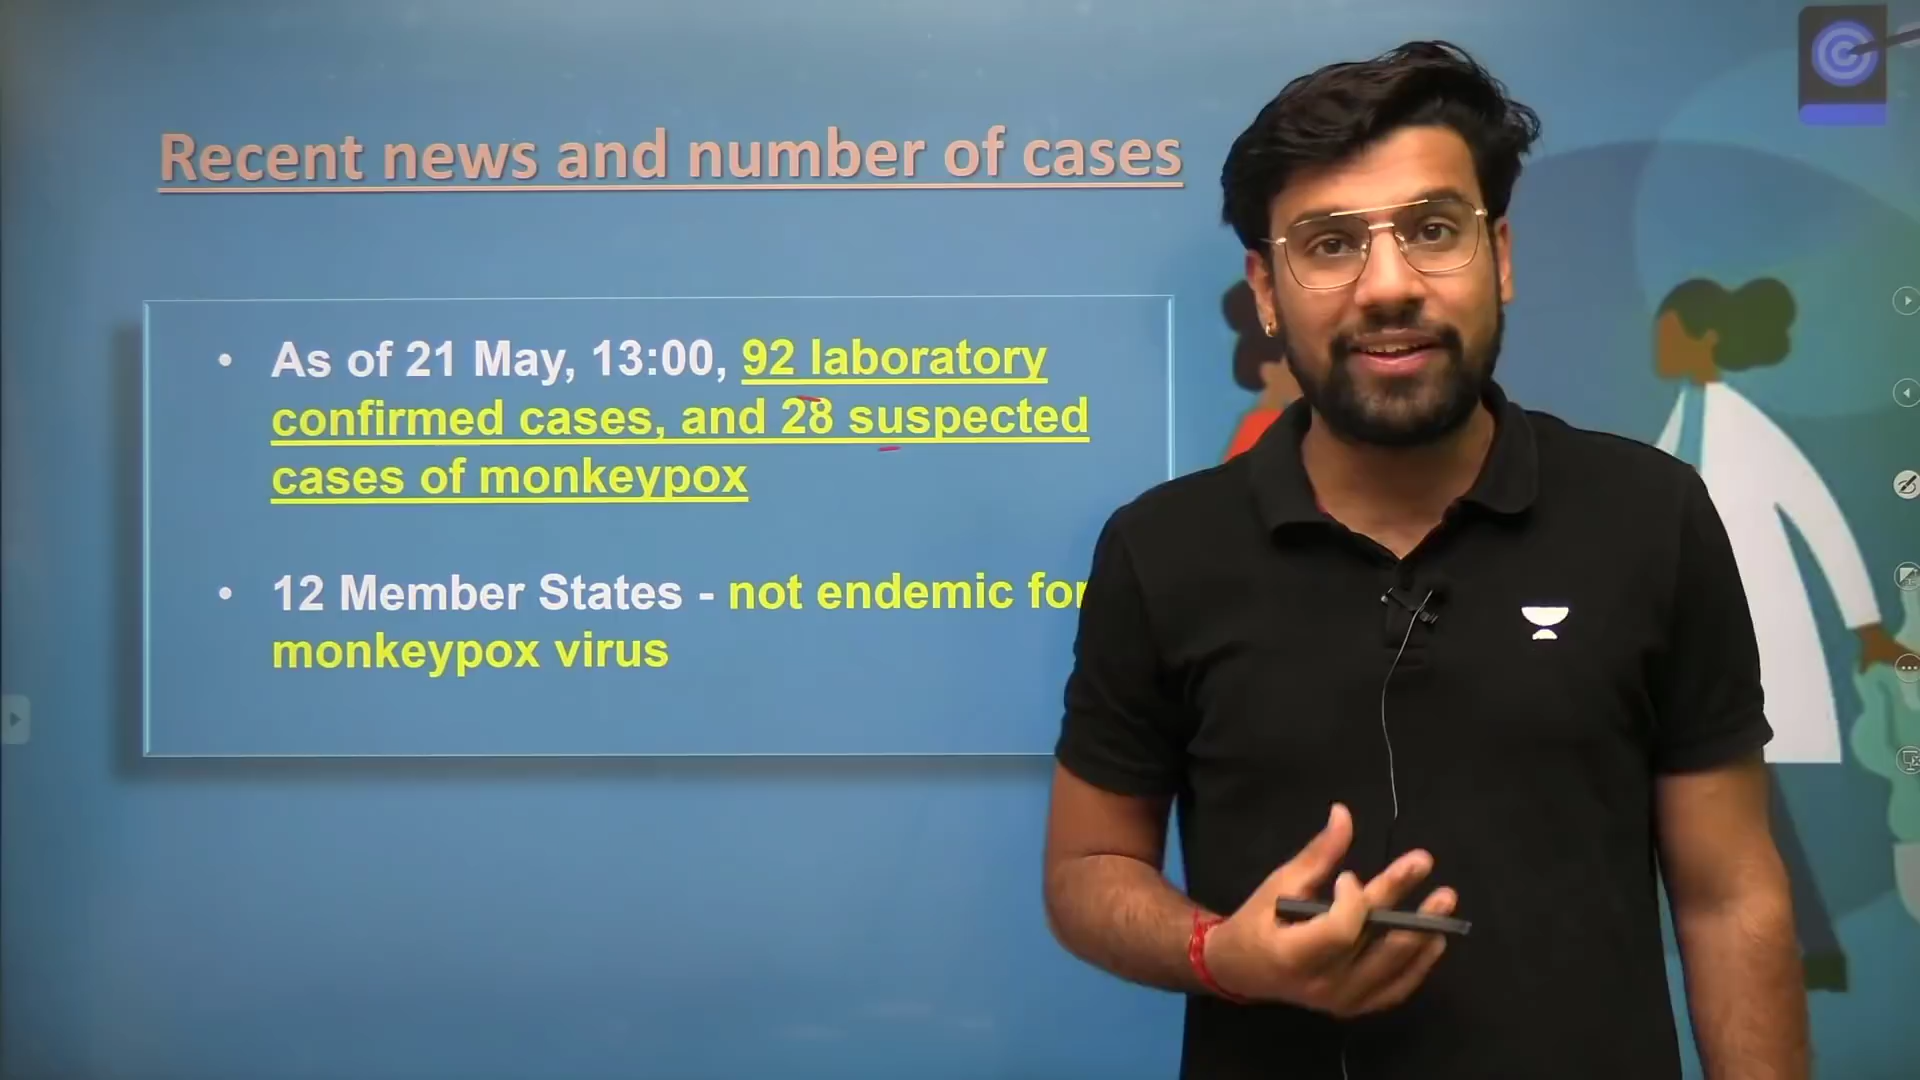 Recent news and number of cases
• As of 21 May, 13:00, 92 laboratory
confirmed cases, and 28 suspected
cases of monkeypox
• 12 Member States - not endemic for
monkeypox virus